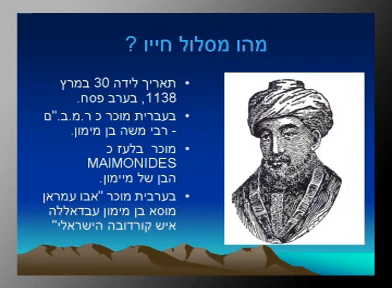 מהו מסלול חייו ?
• תאריך לידה 30 במרץ
1138, בערב פסח.
• בעברית מוכר כ ר.מ.ב."ם
- רבי משה בן מימון.
• מוכר בלעז כ
MAIMONIDES
הבן של מיימון.
• בערבית מוכר "אבו עמראן
מוסא בן מימון עבדאללה
איש קורדובה הישראלי"